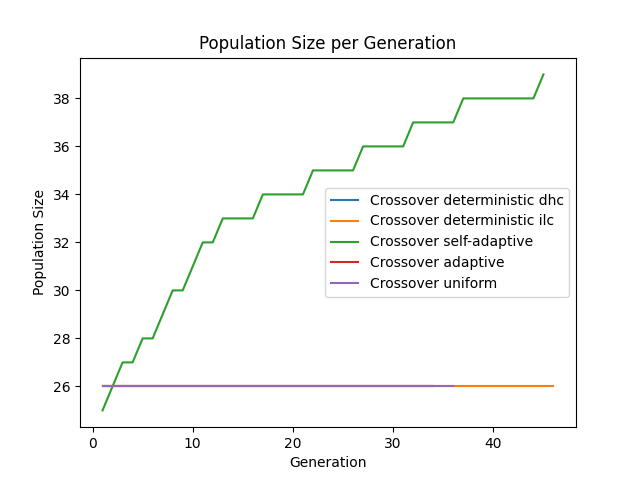 Population Size per Generation
Population Size
38
36
34
32
30
28
26
Crossover deterministic dhc
Crossover deterministic ilc
Crossover self-adaptive
Crossover adaptive
Crossover uniform
0 10 20 30 40
Generation